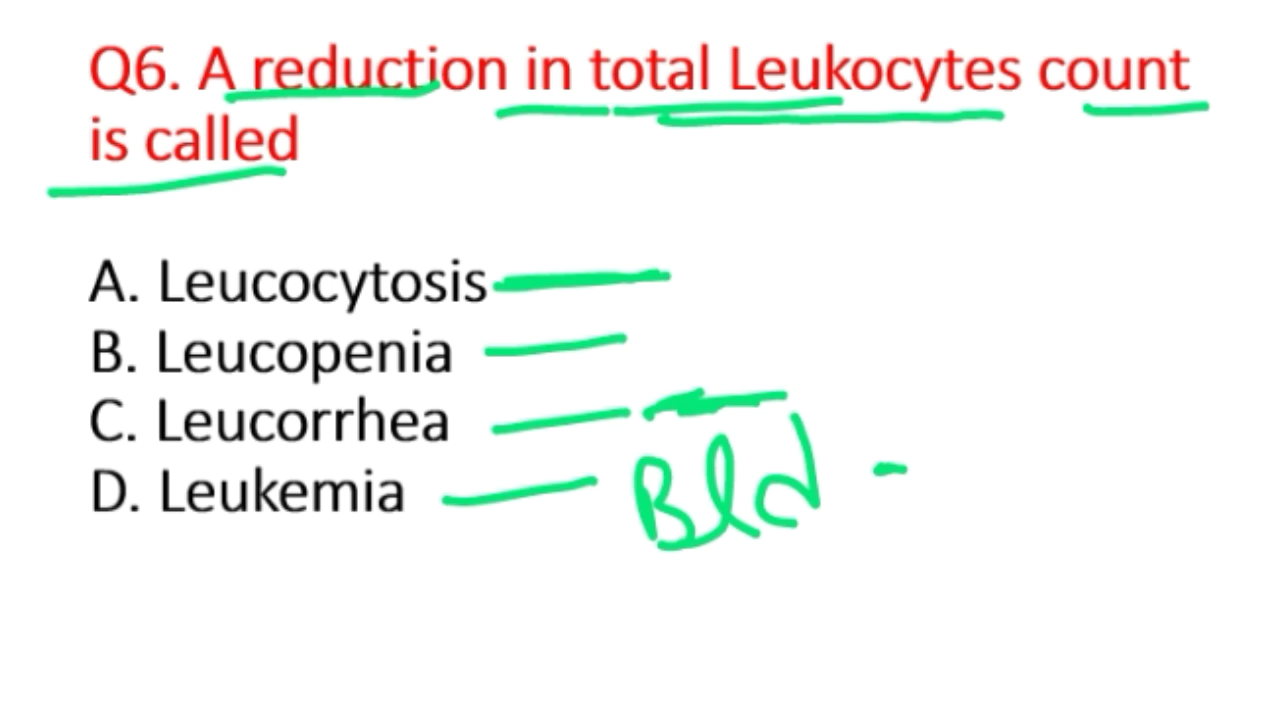 Q6. A reduction in total Leukocytes count
is called
A. Leucocytosis
B. Leucopenia
C. Leucorrhea
D. Leukemia
Bld -